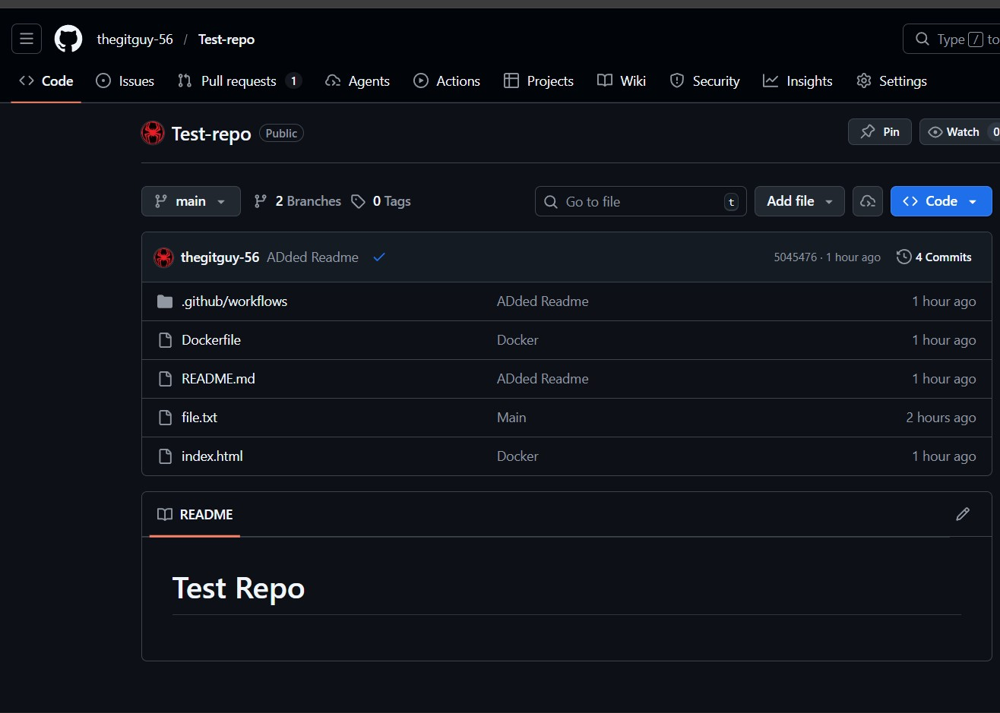 thegitguy-56 / Test-repo
Type / to
Code Issues Pull requests 1 Agents Actions Projects Wiki Security Insights Settings
Test-repo Public
Pin Watch 0
main 2 Branches 0 Tags Go to file t Add file Code
thegitguy-56 ADded Readme 5045476 · 1 hour ago 4 Commits
.github/workflows ADded Readme 1 hour ago
Dockerfile Docker 1 hour ago
README.md ADded Readme 1 hour ago
file.txt Main 2 hours ago
index.html Docker 1 hour ago
README
Test Repo